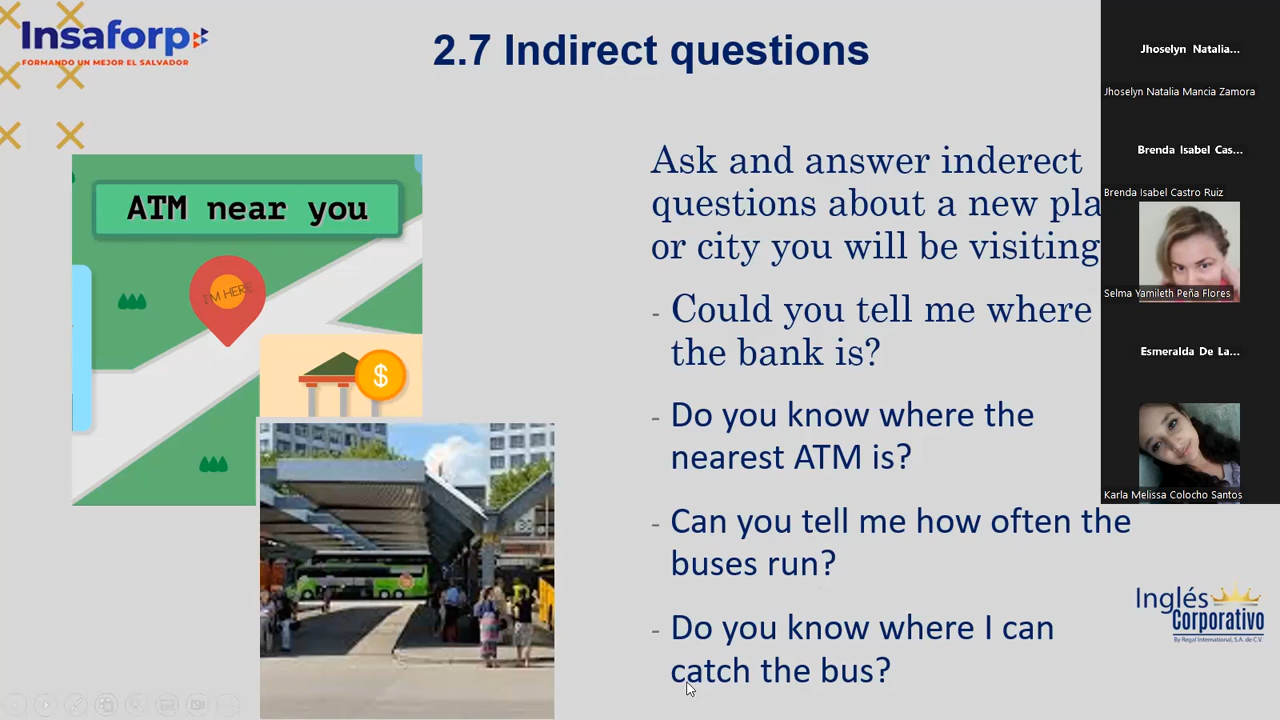 Insaforp
FORMANDO UN MEJOR EL SALVADOR
2.7 Indirect questions
ATM near you
I'M HERE
$
Ask and answer inderect
questions about a new pla
or city you will be visiting
- Could you tell me where
the bank is?
- Do you know where the
nearest ATM is?
- Can you tell me how often the
buses run?
- Do you know where I can
catch the bus?
Jhoselyn Natalia...
Jhoselyn Natalia Mancia Zamora
Brenda Isabel Cas...
Brenda Isabel Castro Ruiz
Selma Yamileth Peña Flores
Esmeralda De La...
Karla Melissa Colocho Santos
Inglés
Corporativo
By Regal International, S.A. de C.V.